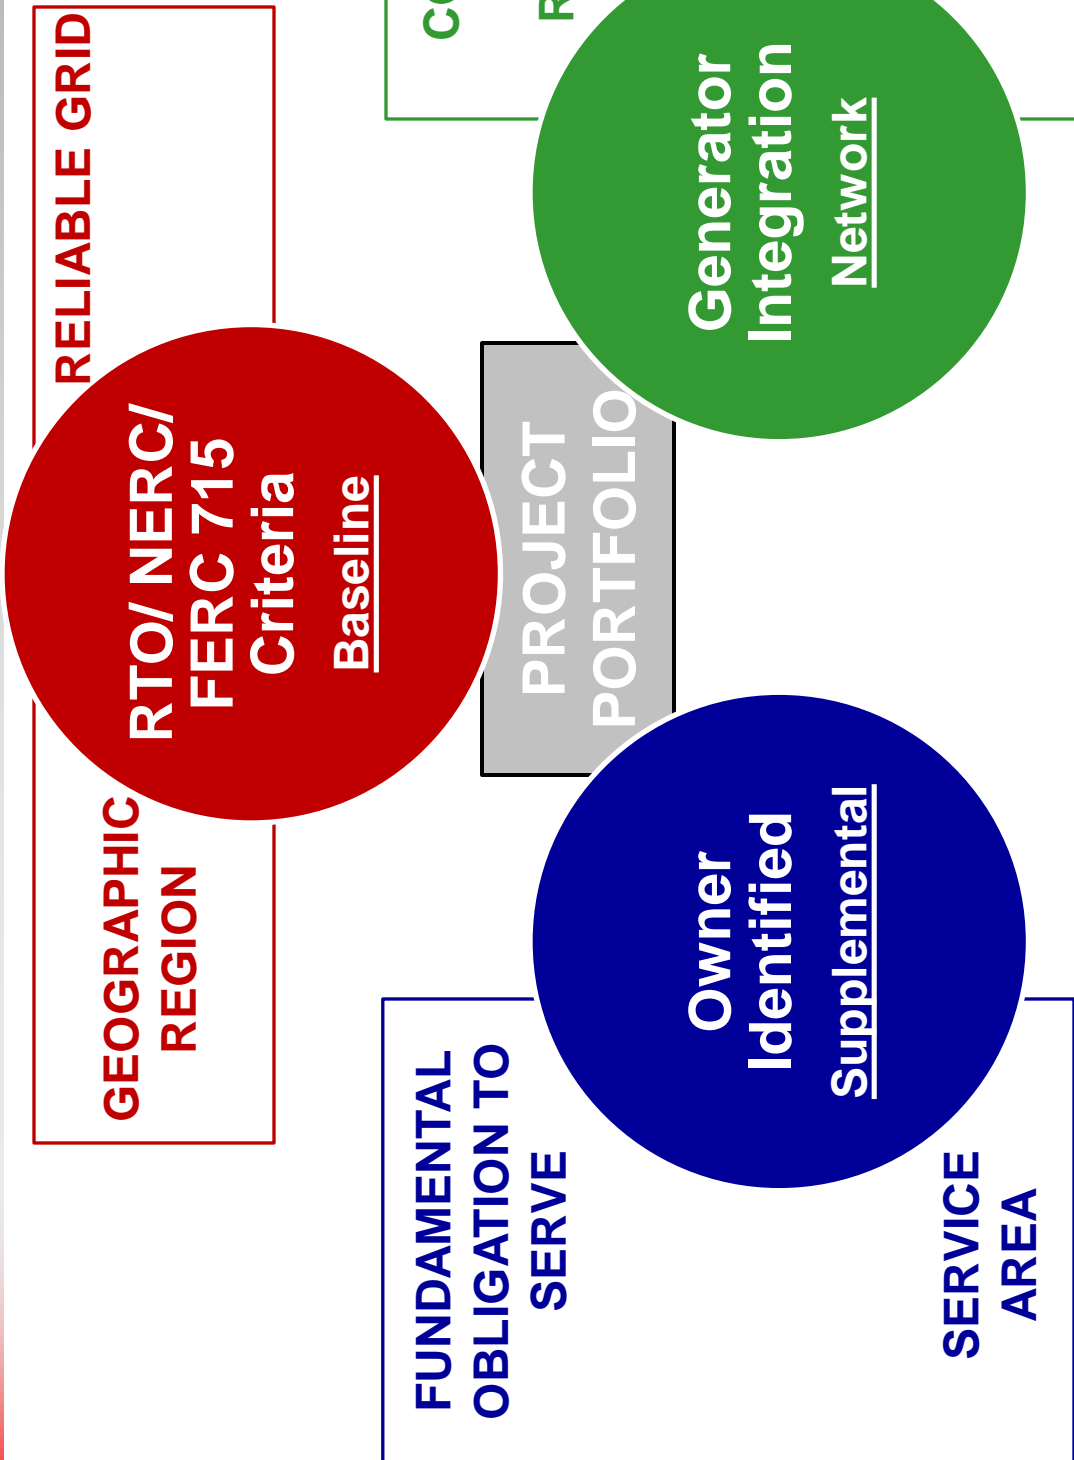 GEOGRAPHIC
REGION
RTO/ NERC/
FERC 715
Criteria
Baseline
RELIABLE GRID
PROJECT
PORTFOLIO
FUNDAMENTAL
OBLIGATION TO
SERVE
Owner
Identified
Supplemental
SERVICE
AREA
Generator
Integration
Network